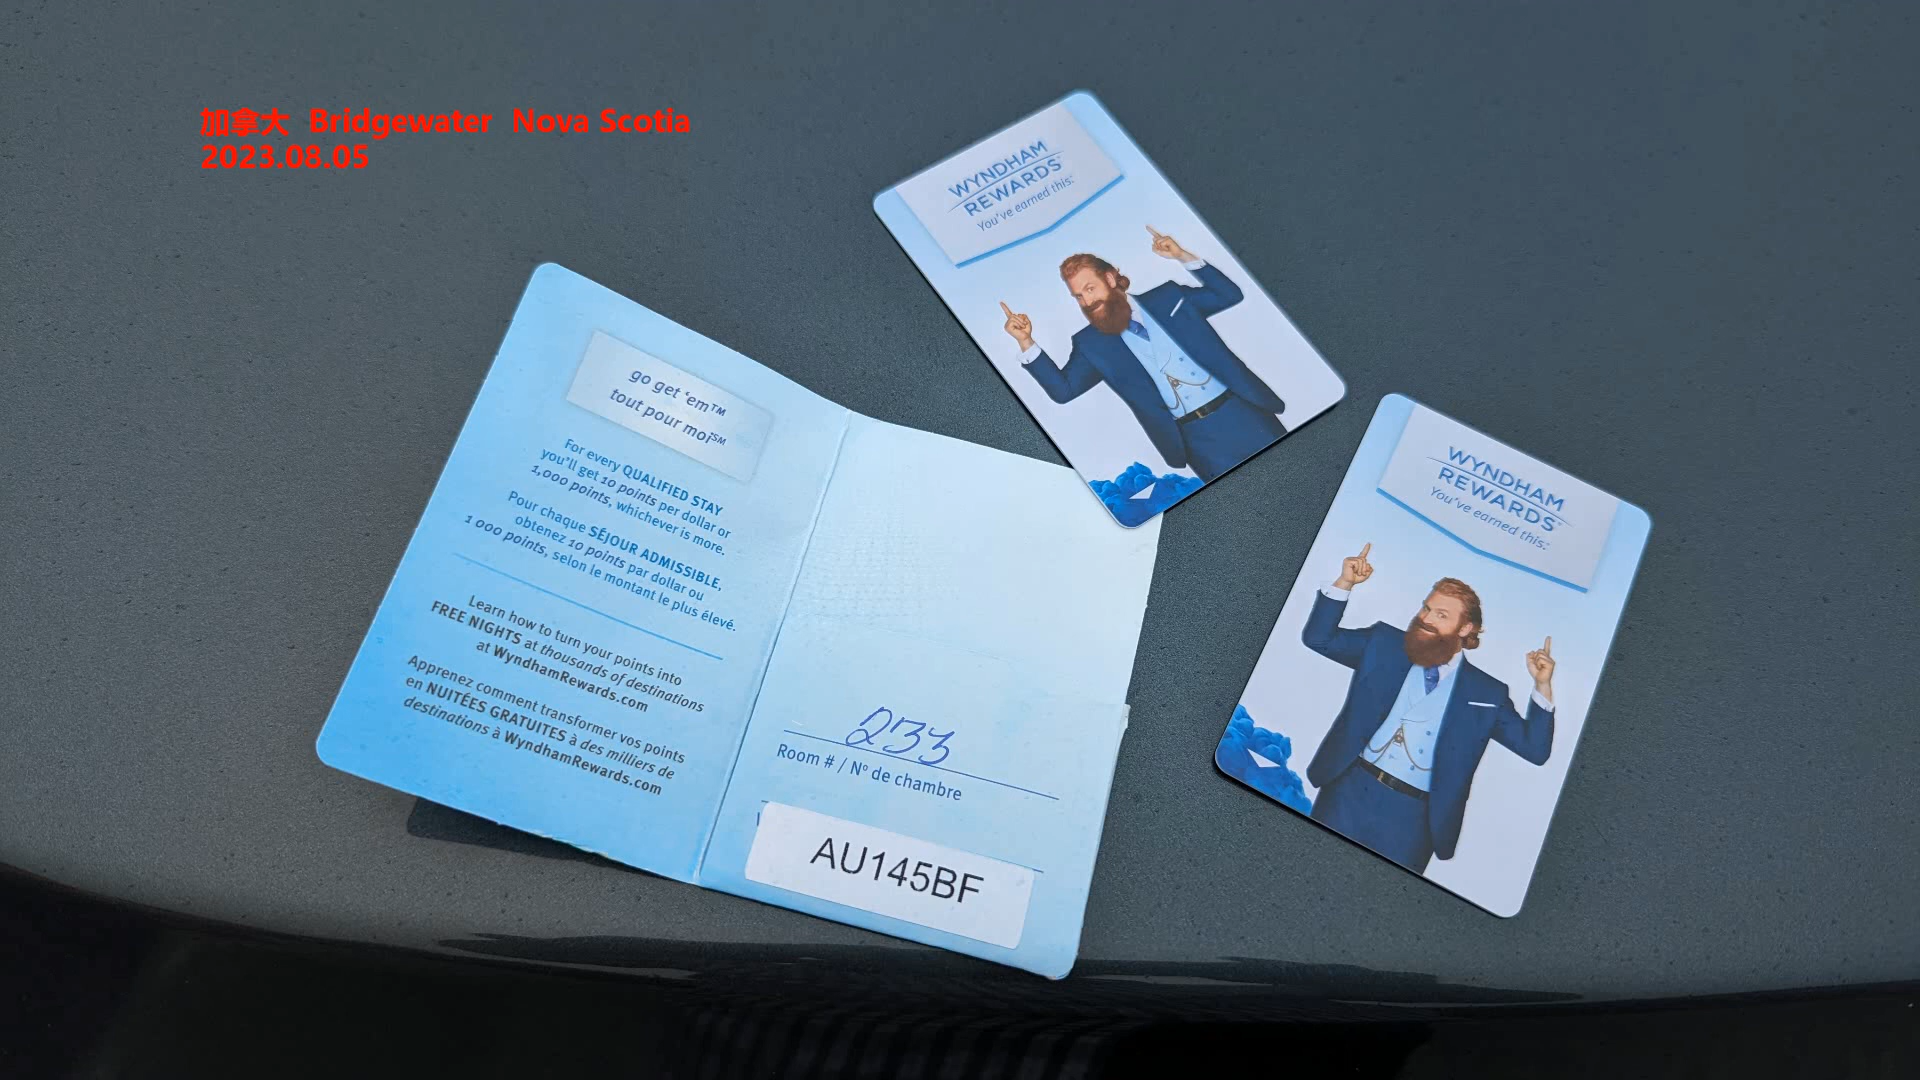 加拿大 Bridgewater Nova Scotia
2023.08.05
WYNDHAM
REWARDS®
You've earned this:™
go get 'em™
tout pour moi℠
For every QUALIFIED STAY
you'll get 10 points per dollar or
1,000 points, whichever is more.
Pour chaque SÉJOUR ADMISSIBLE,
obtenez 10 points par dollar ou
1 000 points, selon le montant le plus élevé.
Learn how to turn your points into
FREE NIGHTS at thousands of destinations
at WyndhamRewards.com
Apprenez comment transformer vos points
en NUITÉES GRATUITES à des milliers de
destinations à WyndhamRewards.com
233
Room # / Nº de chambre
AU145BF
WYNDHAM
REWARDS®
You've earned this:™